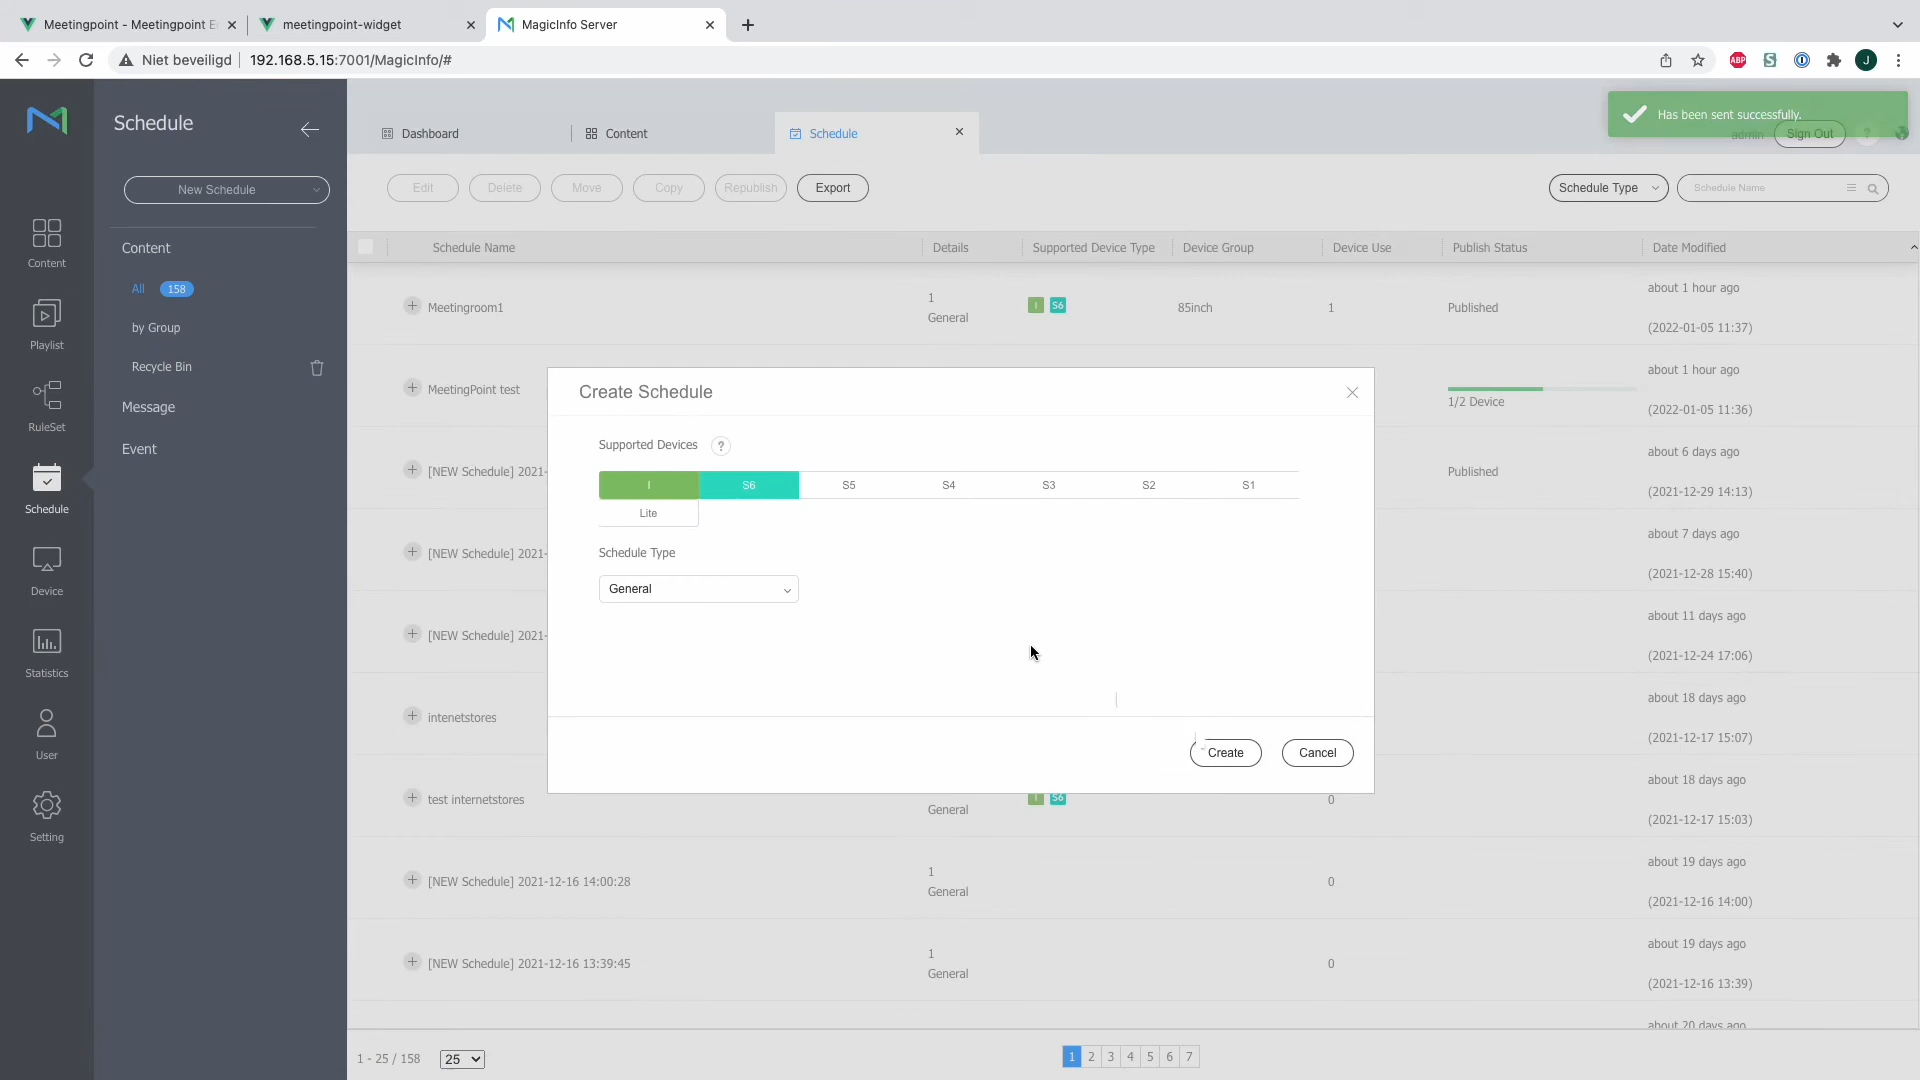 Meetingpoint - Meetingpoint E
meetingpoint-widget
MagicInfo Server
Niet beveiligd
192.168.5.15:7001/MagicInfo/#
ABP
J
Schedule
New Schedule
Content
All 158
by Group
Recycle Bin
Message
Event
Content
Playlist
RuleSet
Schedule
Device
Statistics
User
Setting
Dashboard
Content
Schedule
Has been sent successfully.
admin
Sign Out
?
Edit
Delete
Move
Copy
Republish
Export
Schedule Type
Schedule Name
Schedule Name
Details
Supported Device Type
Device Group
Device Use
Publish Status
Date Modified
Meetingroom1
1
General
I S6
85inch
1
Published
about 1 hour ago
(2022-01-05 11:37)
MeetingPoint test
1/2 Device
about 1 hour ago
(2022-01-05 11:36)
[NEW Schedule] 2021-
Published
about 6 days ago
(2021-12-29 14:13)
[NEW Schedule] 2021-
about 7 days ago
(2021-12-28 15:40)
[NEW Schedule] 2021-
about 11 days ago
(2021-12-24 17:06)
intenetstores
about 18 days ago
(2021-12-17 15:07)
test internetstores
General
I S6
0
about 18 days ago
(2021-12-17 15:03)
[NEW Schedule] 2021-12-16 14:00:28
1
General
0
about 19 days ago
(2021-12-16 14:00)
[NEW Schedule] 2021-12-16 13:39:45
1
General
0
about 19 days ago
(2021-12-16 13:39)
about 20 days ago
Create Schedule
Supported Devices ?
I S6 S5 S4 S3 S2 S1
Lite
Schedule Type
General
Create
Cancel
1 - 25 / 158
25
1 2 3 4 5 6 7